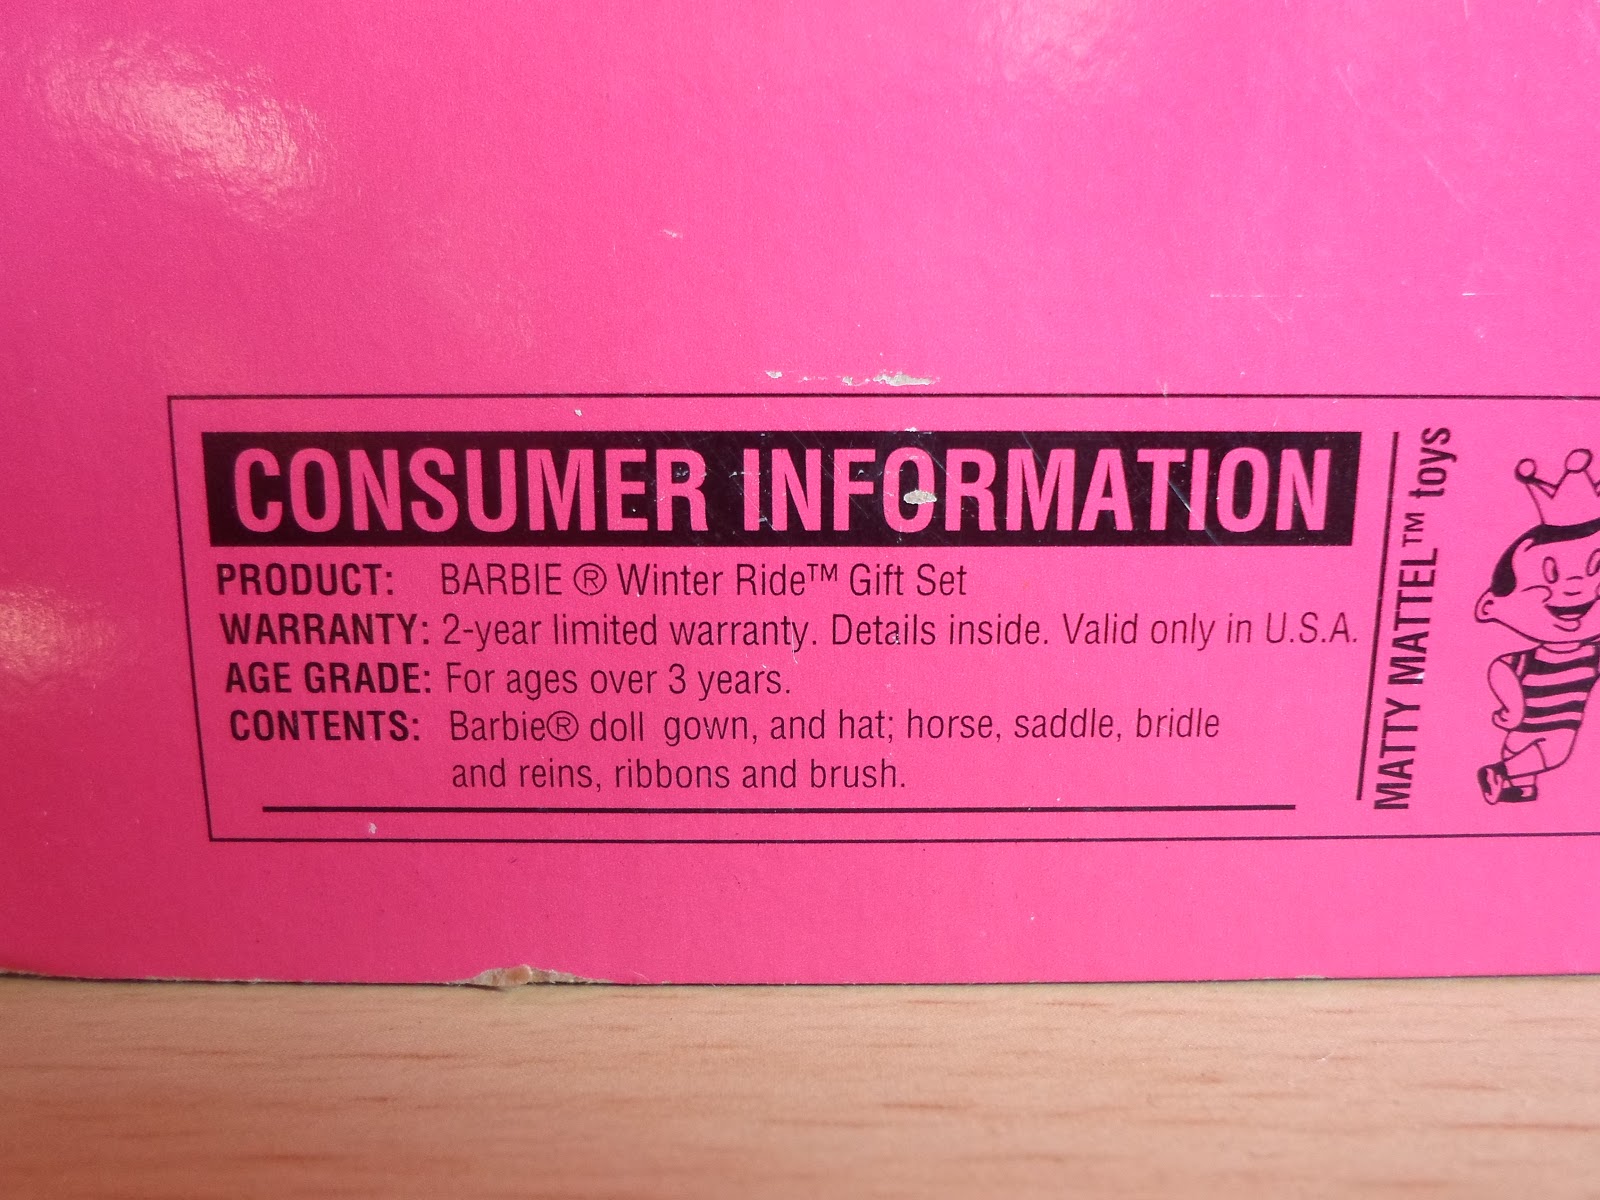 CONSUMER INFORMATION
PRODUCT: BARBIE ® Winter Ride™ Gift Set
WARRANTY: 2-year limited warranty. Details inside. Valid only in U.S.A.
AGE GRADE: For ages over 3 years.
CONTENTS: Barbie® doll gown, and hat; horse, saddle, bridle
and reins, ribbons and brush.
MATTY MATTEL™ toys